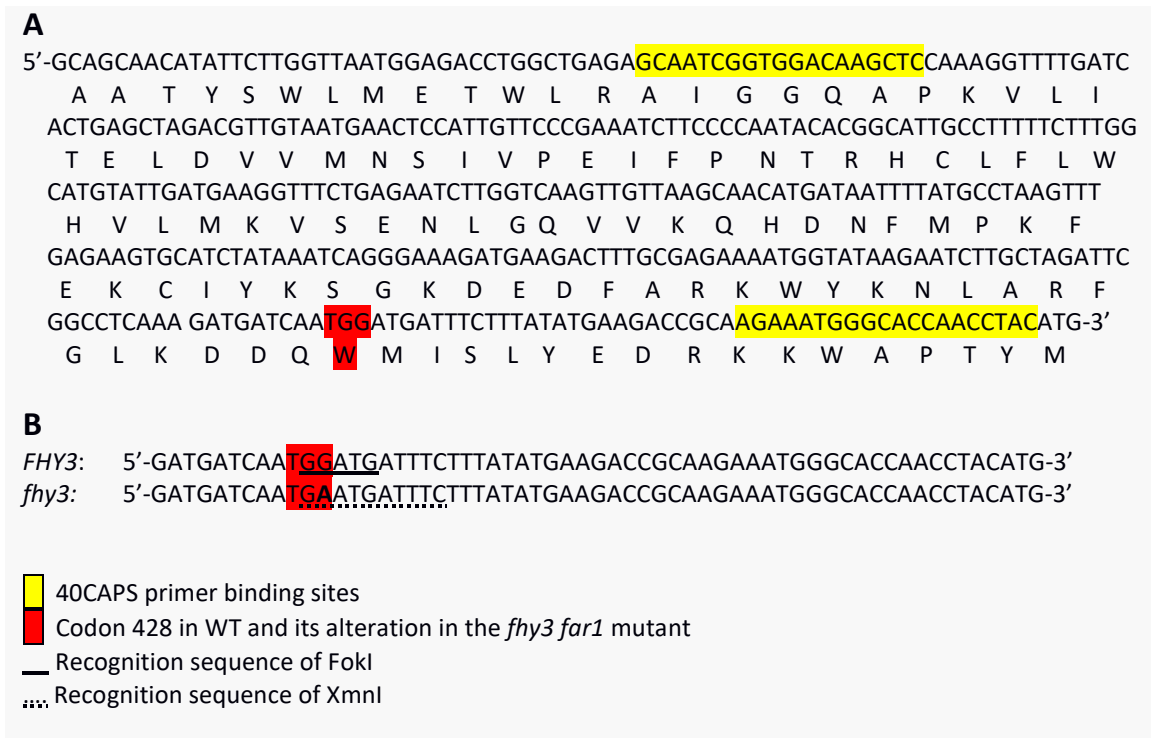 A
5’-GCAGCAACATATTCTTGGTTAATGGAGACCTGGCTGAGAGCAATCGGTGGACAAGCTCCAAAGGTTTTGATC
A A T Y S W L M E T W L R A I G G Q A P K V L I
ACTGAGCTAGACGTTGTAATGAACTCCATTGTTCCCGAAATCTTCCCCAATACACGGCATTGCCTTTTTCTTTGG
T E L D V V M N S I V P E I F P N T R H C L F L W
CATGTATTGATGAAGGTTTCTGAGAATCTTGGTCAAGTTGTTAAGCAACATGATAATTTTATGCCTAAGTTT
H V L M K V S E N L G Q V V K Q H D N F M P K F
GAGAAGTGCATCTATAAATCAGGGAAAGATGAAGACTTTGCGAGAAAATGGTATAAGAATCTTGCTAGATTC
E K C I Y K S G K D E D F A R K W Y K N L A R F
GGCCTCAAA GATGATCAATGGATGATTTCTTTATATGAAGACCGCAAGAAATGGGCACCAACCTACATG-3’
G L K D D Q W M I S L Y E D R K K W A P T Y M
B
FHY3: 5’-GATGATCAATGGATGATTTCTTTATATGAAGACCGCAAGAAATGGGCACCAACCTACATG-3’
fhy3: 5’-GATGATCAATGAATGATTTCTTTATATGAAGACCGCAAGAAATGGGCACCAACCTACATG-3’
40CAPS primer binding sites
Codon 428 in WT and its alteration in the fhy3 far1 mutant
Recognition sequence of FokI
Recognition sequence of XmnI